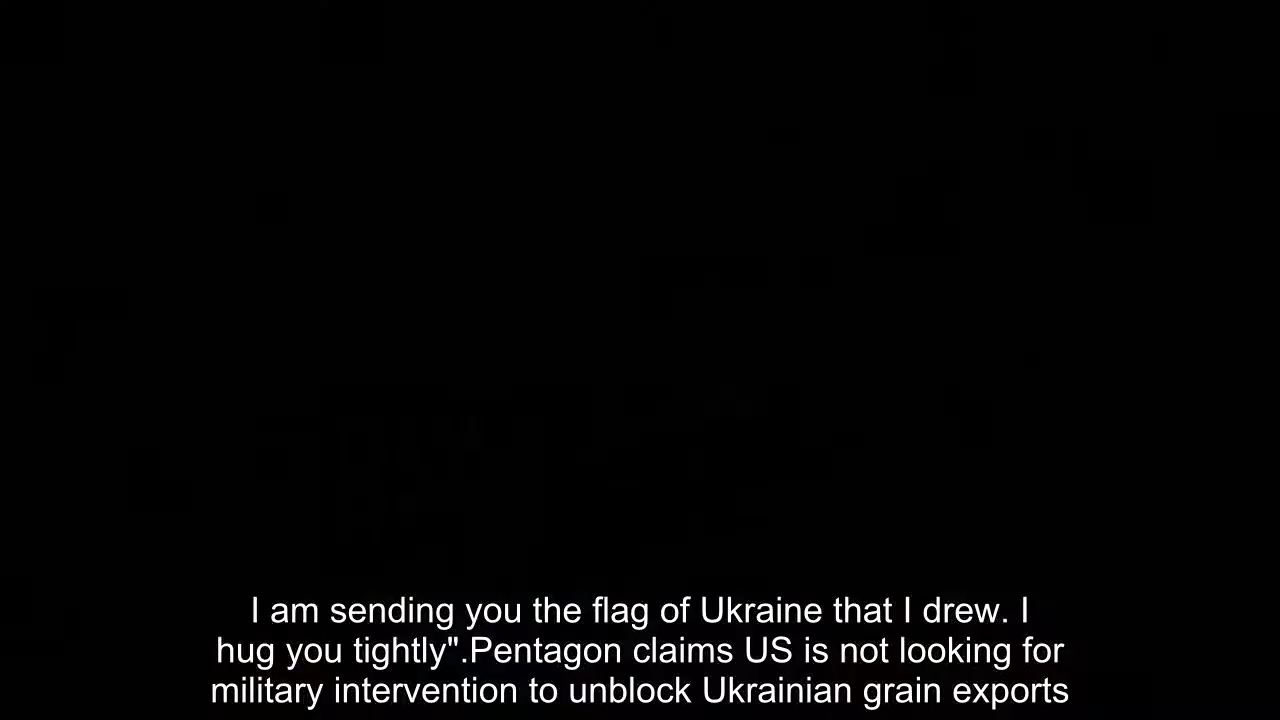 I am sending you the flag of Ukraine that I drew. I
hug you tightly".Pentagon claims US is not looking for
military intervention to unblock Ukrainian grain exports